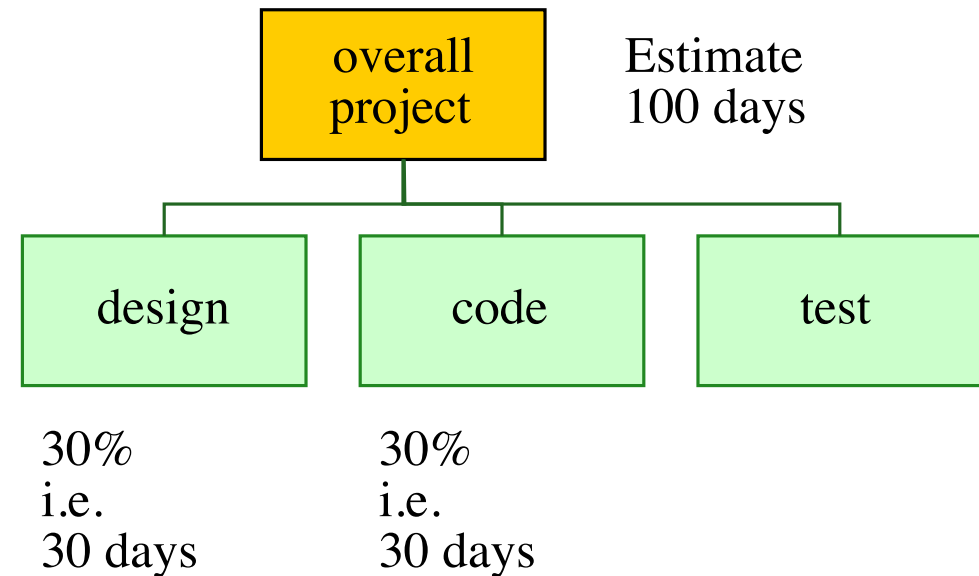 overall
project
Estimate
100 days
design
code
test
30%
i.e.
30 days
30%
i.e.
30 days